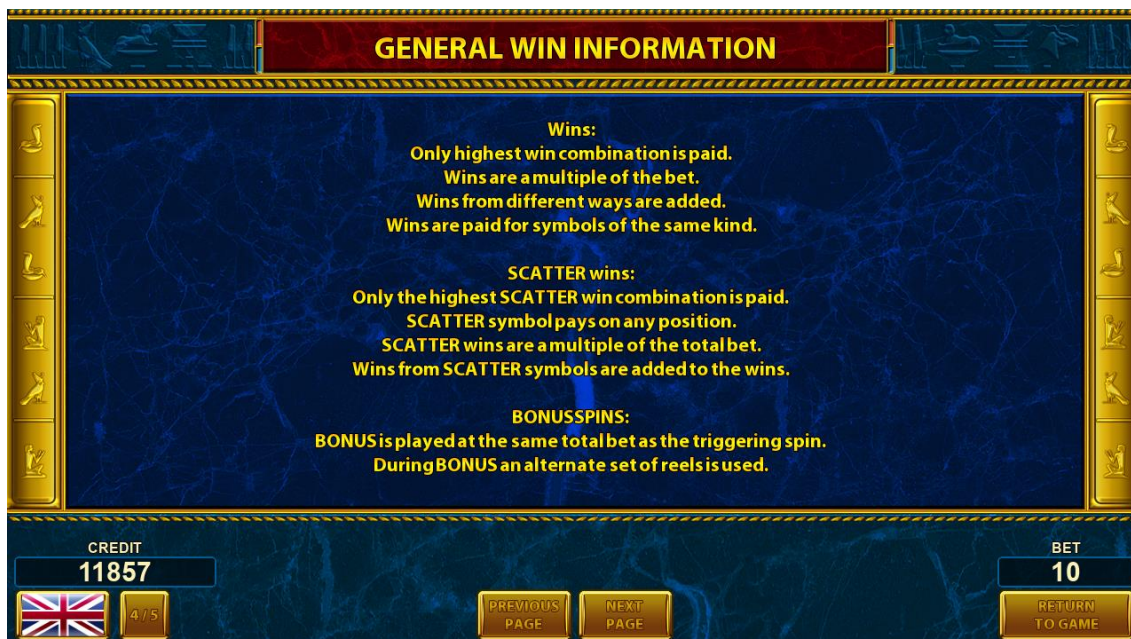 GENERAL WIN INFORMATION
Wins:
Only highest win combination is paid.
Wins are a multiple of the bet.
Wins from different ways are added.
Wins are paid for symbols of the same kind.
SCATTER wins:
Only the highest SCATTER win combination is paid.
SCATTER symbol pays on any position.
SCATTER wins are a multiple of the total bet.
Wins from SCATTER symbols are added to the wins.
BONUSSPINS:
BONUS is played at the same total bet as the triggering spin.
During BONUS an alternate set of reels is used.
CREDIT
11857
BET
10
4/5
PREVIOUS
PAGE
NEXT
PAGE
RETURN
TO GAME